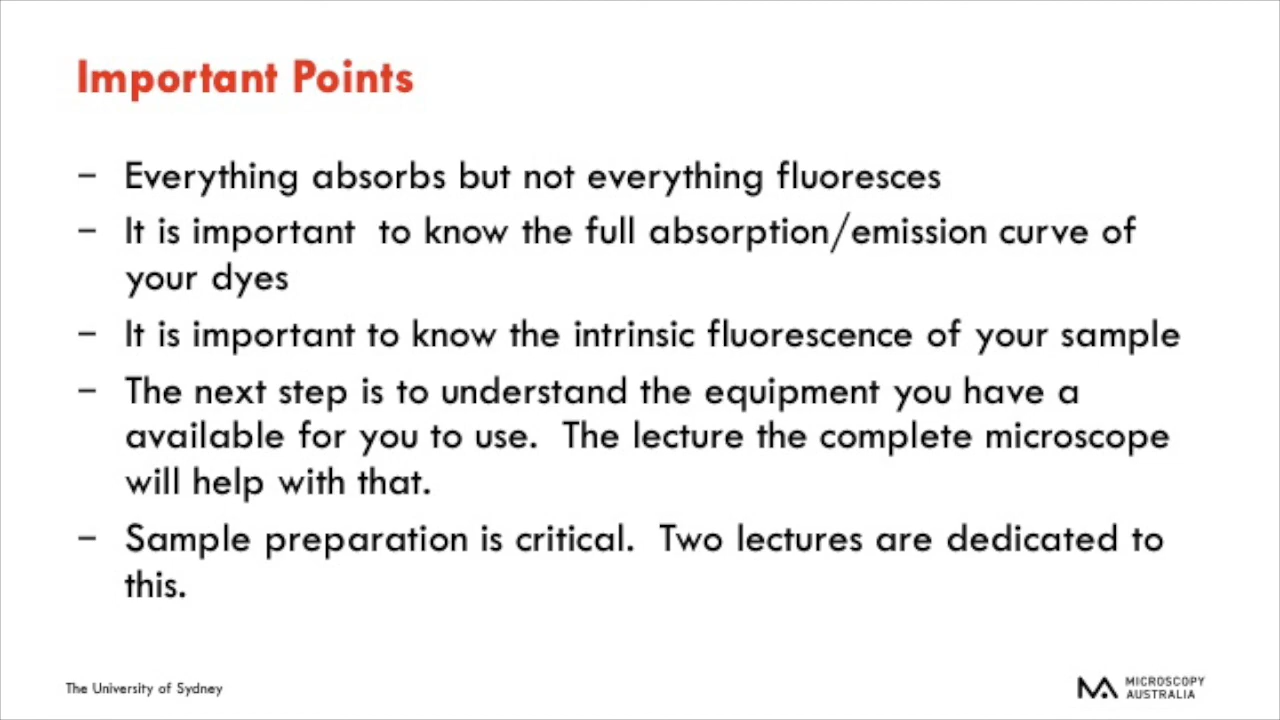 Important Points
– Everything absorbs but not everything fluoresces
– It is important  to know the full absorption/emission curve of
your dyes
– It is important to know the intrinsic fluorescence of your sample
– The next step is to understand the equipment you have a
available for you to use.  The lecture the complete microscope
will help with that.
– Sample preparation is critical.  Two lectures are dedicated to
this.
The University of Sydney
MICROSCOPY
AUSTRALIA